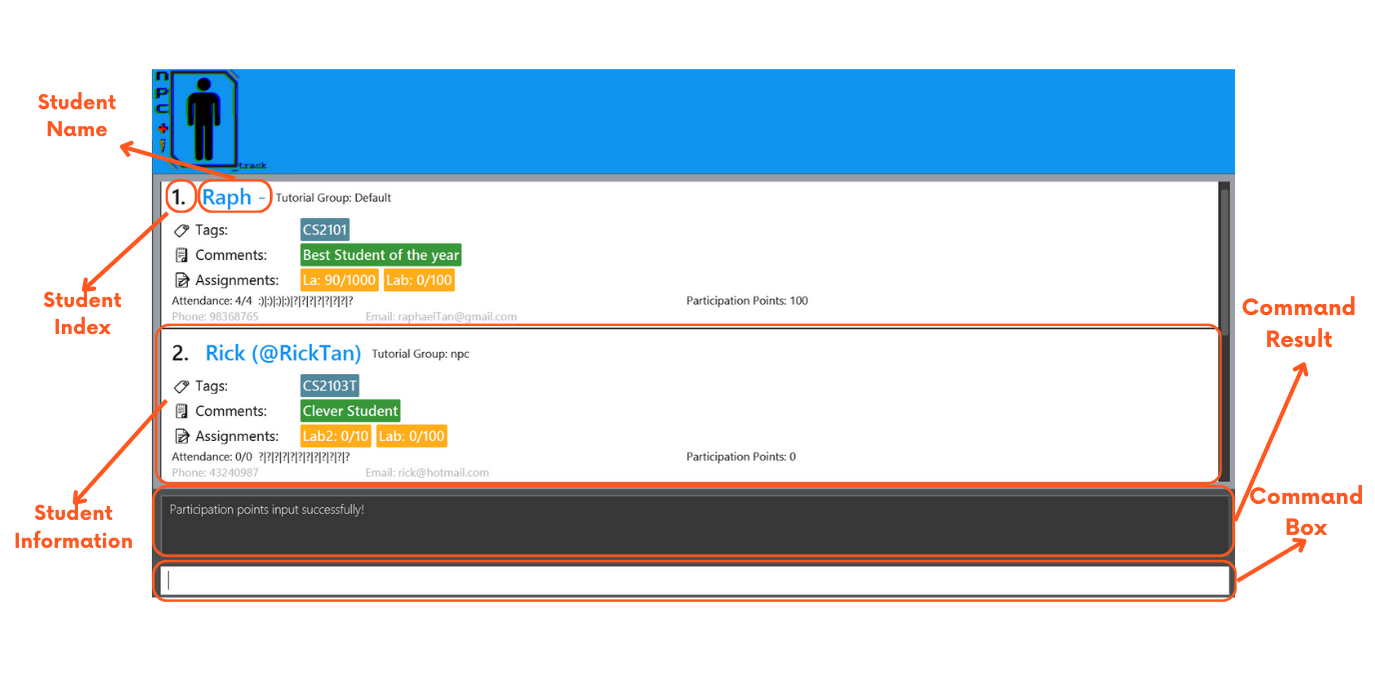 Student
Name
n
P
C
+
_track
1. Raph - Tutorial Group: Default
Tags: CS2101
Comments: Best Student of the year
Assignments: La: 90/1000 Lab: 0/100
Attendance: 4/4 :)|:)|:)|:)|?|?|?|?|?|?|?|? Participation Points: 100
Phone: 98368765 Email: raphaelTan@gmail.com
Student
Index
Command
Result
2. Rick (@RickTan) Tutorial Group: npc
Tags: CS2103T
Comments: Clever Student
Assignments: Lab2: 0/10 Lab: 0/100
Attendance: 0/0 ?|?|?|?|?|?|?|?|?|?|?|? Participation Points: 0
Phone: 43240987 Email: rick@hotmail.com
Student
Information
Participation points input successfully!
Command
Box